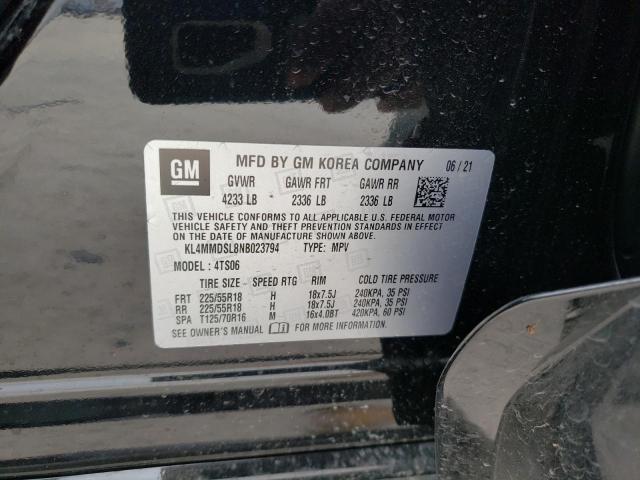 GM MFD BY GM KOREA COMPANY 06/21
GVWR GAWR FRT GAWR RR
4233 LB 2336 LB 2336 LB
THIS VEHICLE CONFORMS TO ALL APPLICABLE U.S. FEDERAL MOTOR
VEHICLE SAFETY AND THEFT PREVENTION STANDARDS IN EFFECT
ON THE DATE OF MANUFACTURE SHOWN ABOVE.
KL4MMDSL8NB023794 TYPE: MPV
MODEL: 4TS06
TIRE SIZE SPEED RTG RIM COLD TIRE PRESSURE
FRT 225/55R18 H 18x7.5J 240KPA, 35 PSI
RR 225/55R18 H 18x7.5J 240KPA, 35 PSI
SPA T125/70R16 M 16x4.0BT 420KPA, 60 PSI
SEE OWNER'S MANUAL FOR MORE INFORMATION